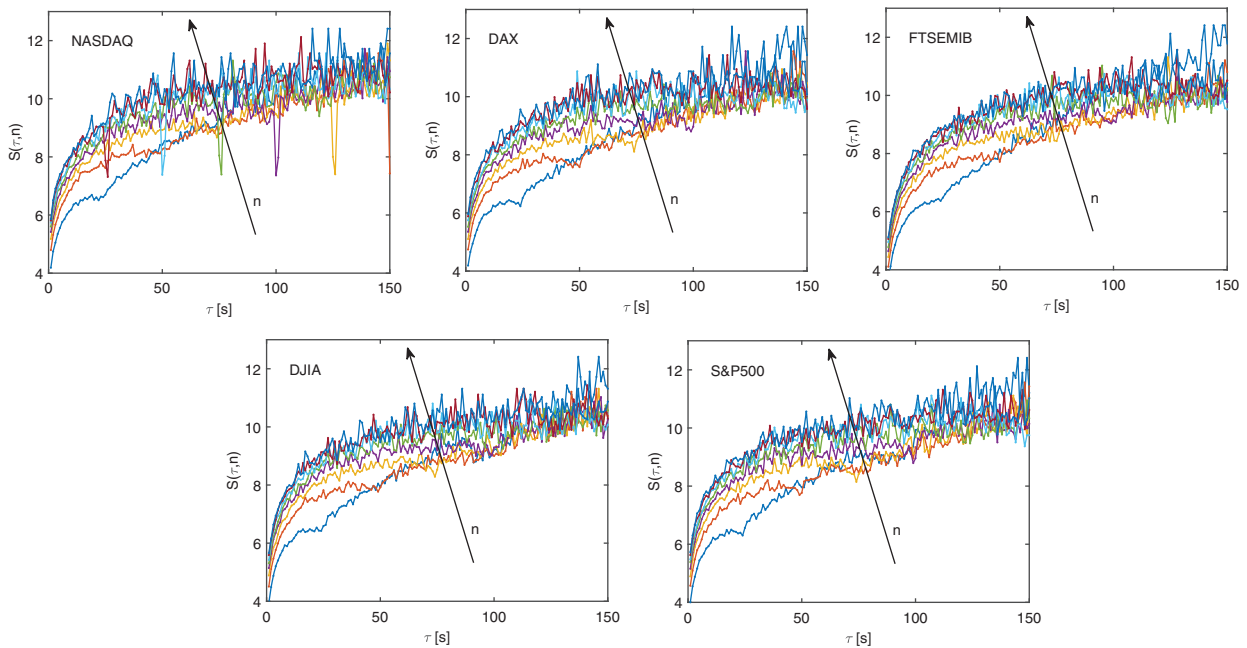 NASDAQ
12
10
8
6
4
S(τ,n)
n
0 50 100 150
τ [s]
DAX
12
10
8
6
4
S(τ,n)
n
0 50 100 150
τ [s]
FTSEMIB
12
10
8
6
4
S(τ,n)
n
0 50 100 150
τ [s]
DJIA
12
10
8
6
4
S(τ,n)
n
0 50 100 150
τ [s]
S&P500
12
10
8
6
4
S(τ,n)
n
0 50 100 150
τ [s]